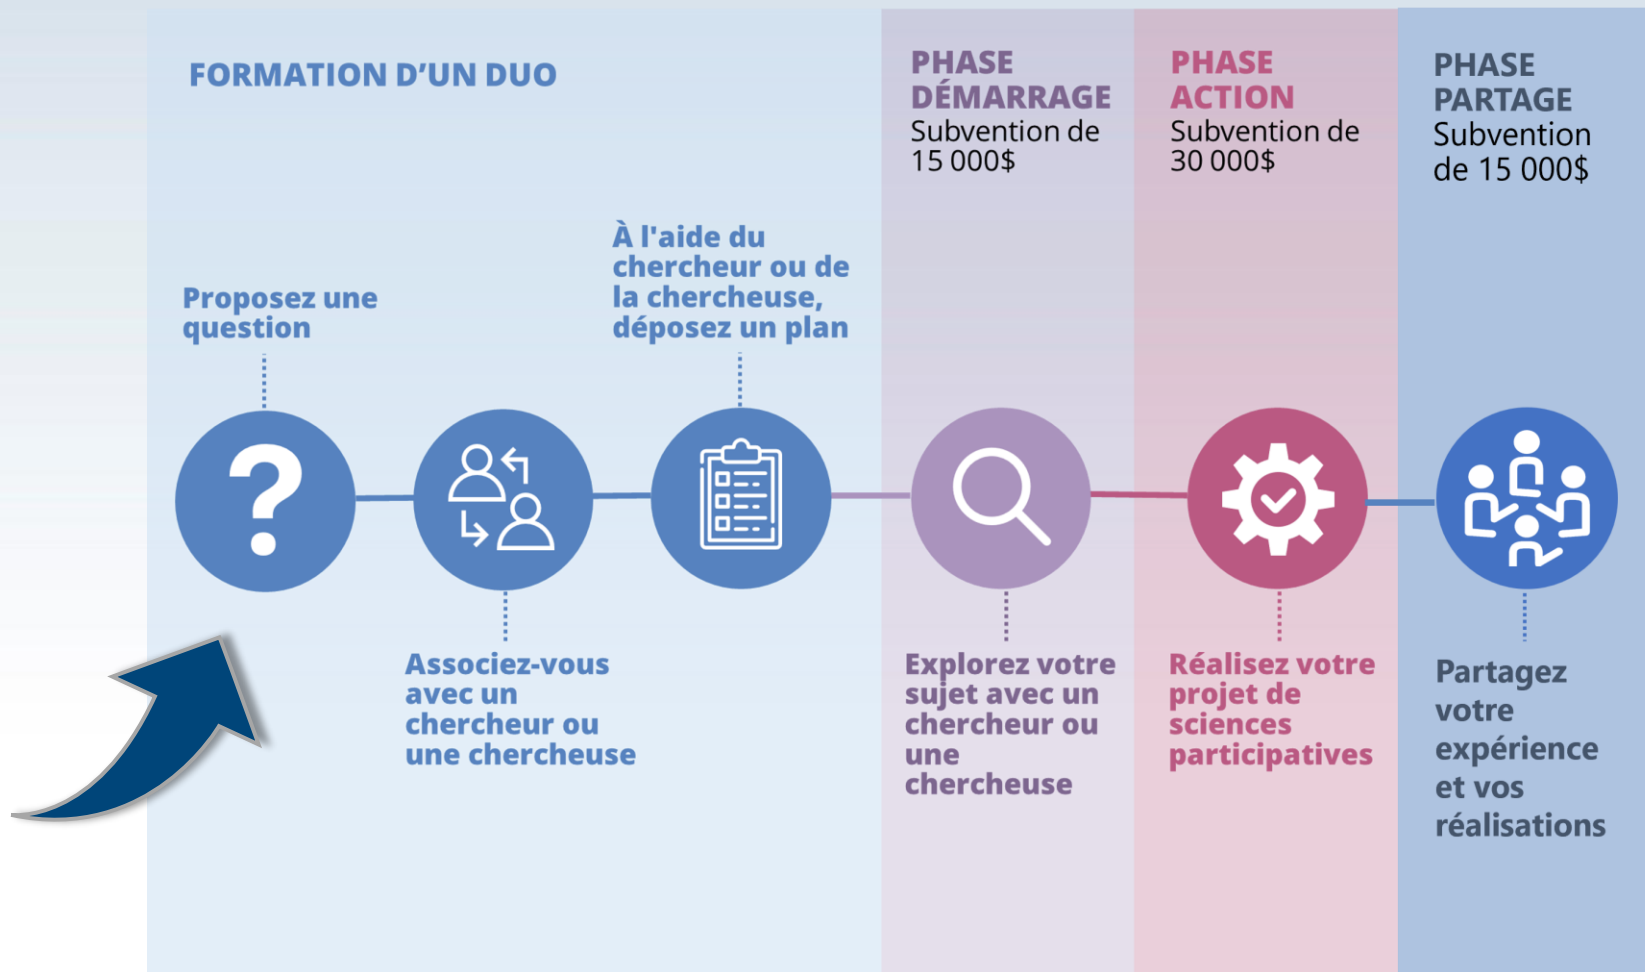 FORMATION D'UN DUO
Proposez une
question
Associez-vous
avec un
chercheur ou
une chercheuse
À l'aide du
chercheur ou de
la chercheuse,
déposez un plan
PHASE
DÉMARRAGE
Subvention de
15 000$
Explorez votre
sujet avec un
chercheur ou
une
chercheuse
PHASE
ACTION
Subvention de
30 000$
Réalisez votre
projet de
sciences
participatives
PHASE
PARTAGE
Subvention
de 15 000$
Partagez
votre
expérience
et vos
réalisations